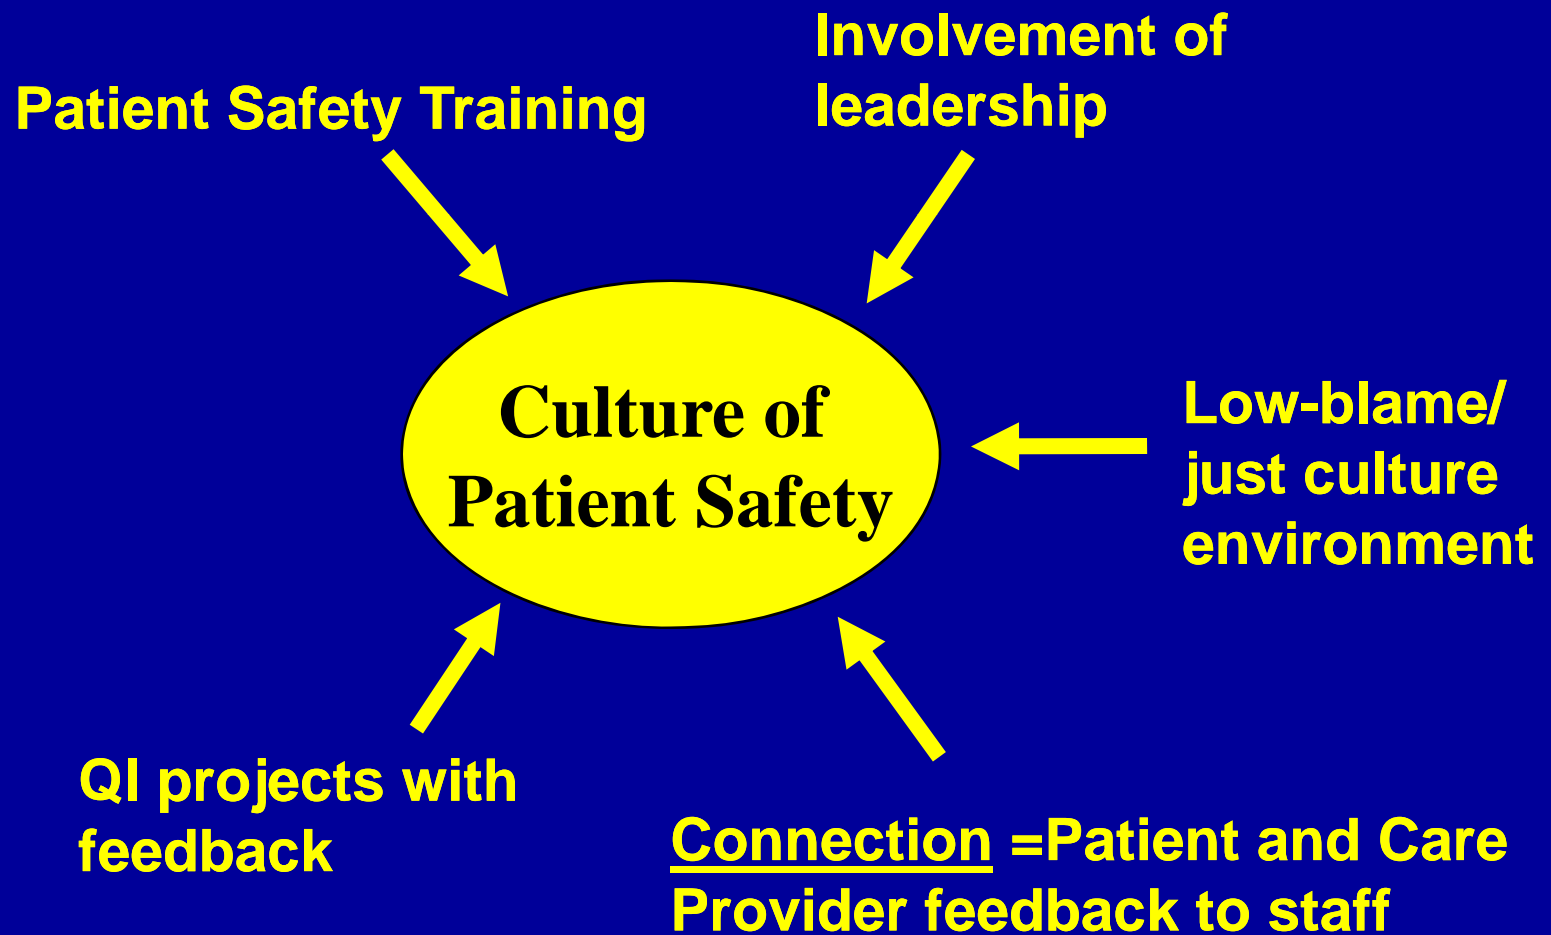 Involvement of
leadership
Patient Safety Training
Culture of
Patient Safety
Low-blame/
just culture
environment
QI projects with
feedback
Connection =Patient and Care
Provider feedback to staff